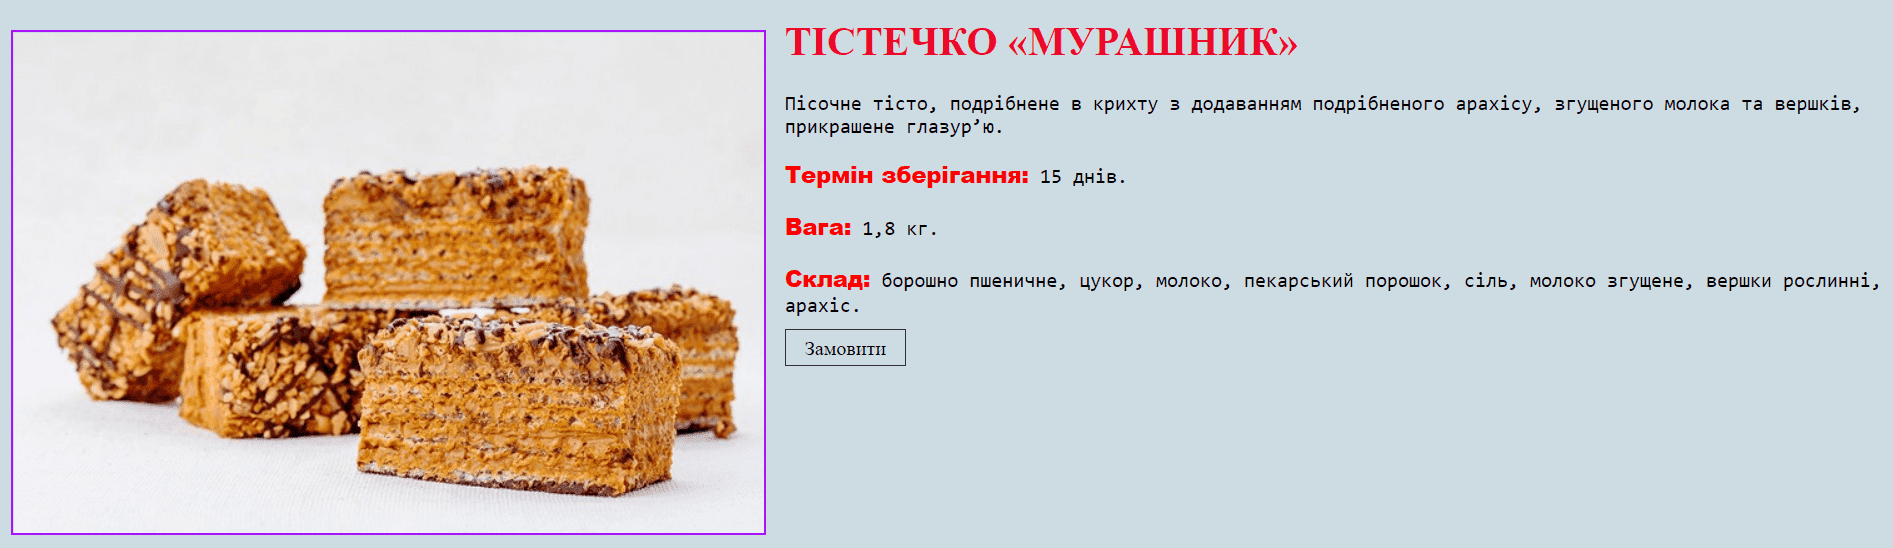 ТІСТЕЧКО «МУРАШНИК»
Пісочне тісто, подрібнене в крихту з додаванням подрібненого арахісу, згущеного молока та вершків,
прикрашене глазур’ю.
Термін зберігання: 15 днів.
Вага: 1,8 кг.
Склад: борошно пшеничне, цукор, молоко, пекарський порошок, сіль, молоко згущене, вершки рослинні,
арахіс.
Замовити